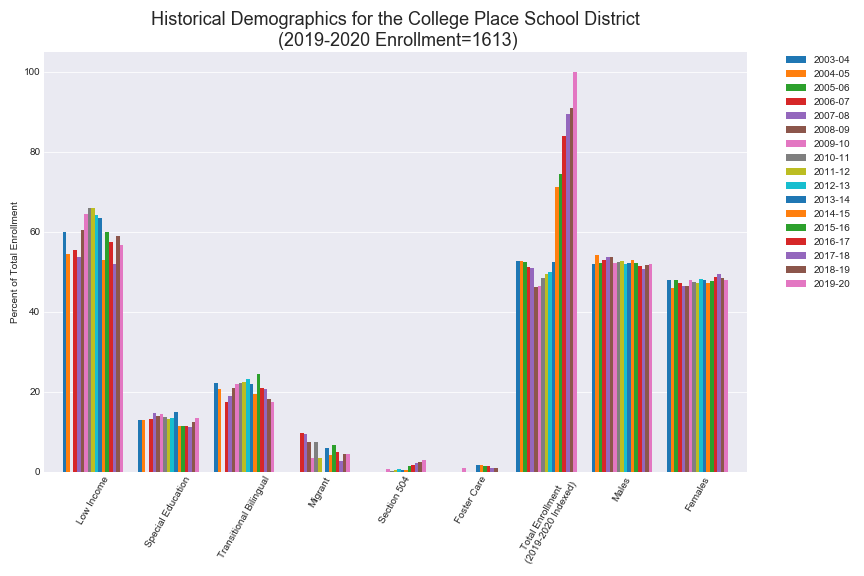 Historical Demographics for the College Place School District
(2019-2020 Enrollment=1613)
Percent of Total Enrollment
100
80
60
40
20
0
Low Income
Special Education
Transitional Bilingual
Migrant
Section 504
Foster Care
Total Enrollment
(2019-2020 Indexed)
Males
Females
2003-04
2004-05
2005-06
2006-07
2007-08
2008-09
2009-10
2010-11
2011-12
2012-13
2013-14
2014-15
2015-16
2016-17
2017-18
2018-19
2019-20